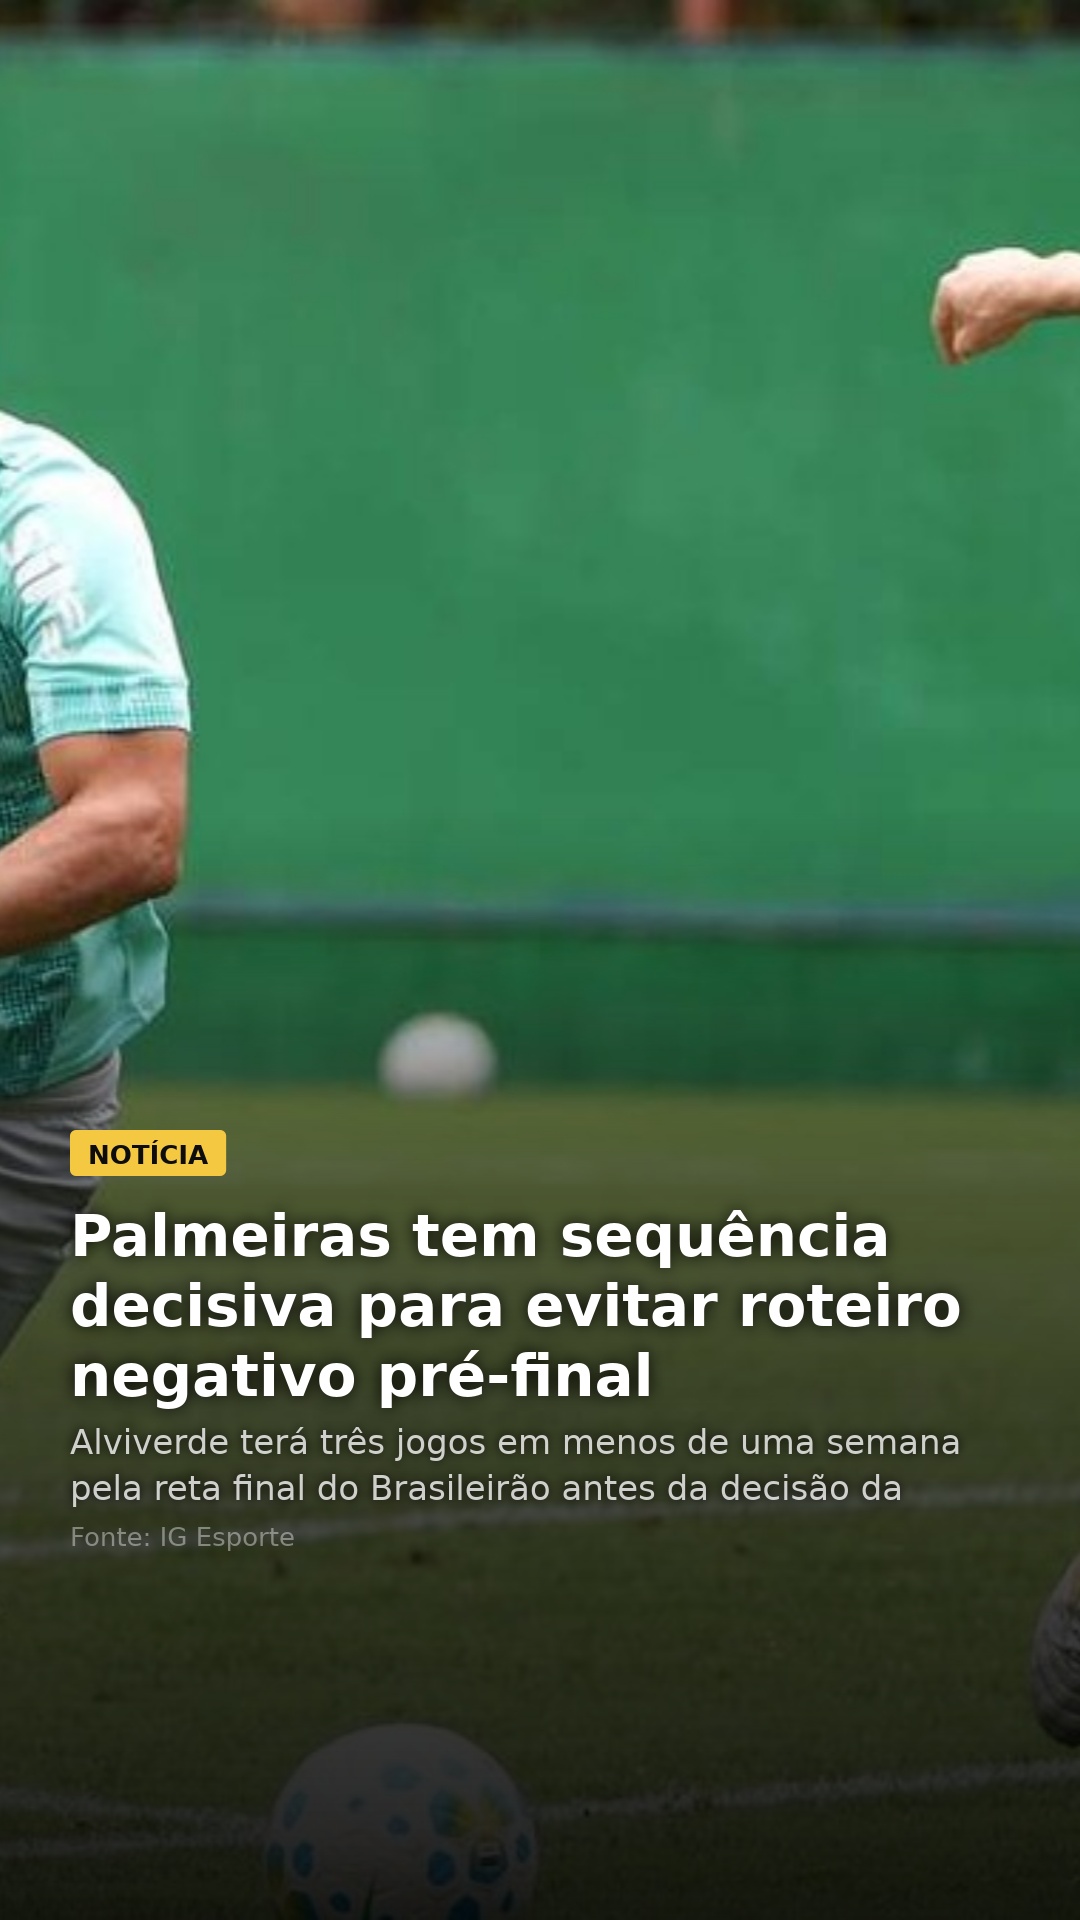 NOTÍCIA
Palmeiras tem sequência
decisiva para evitar roteiro
negativo pré-final
Alviverde terá três jogos em menos de uma semana
pela reta final do Brasileirão antes da decisão da
Fonte: IG Esporte